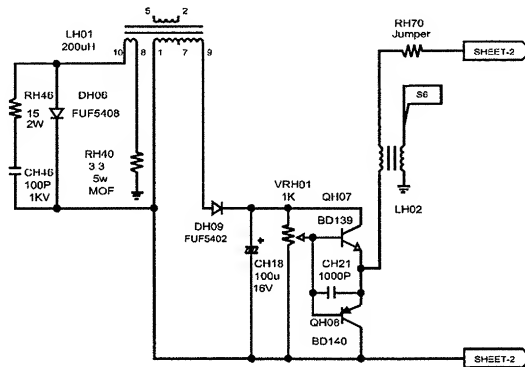 5 2
LH01
200uH
10 8 1 7 9
RH70
Jumper
SHEET-2
RH46
15
2W
DH06
FUF5408
S6
CH46
100P
1KV
RH40
3 3
5w
MOF
LH02
VRH01
1K
QH07
BD139
DH09
FUF5402
CH18
100u
16V
+
CH21
1000P
QH08
BD140
SHEET-2